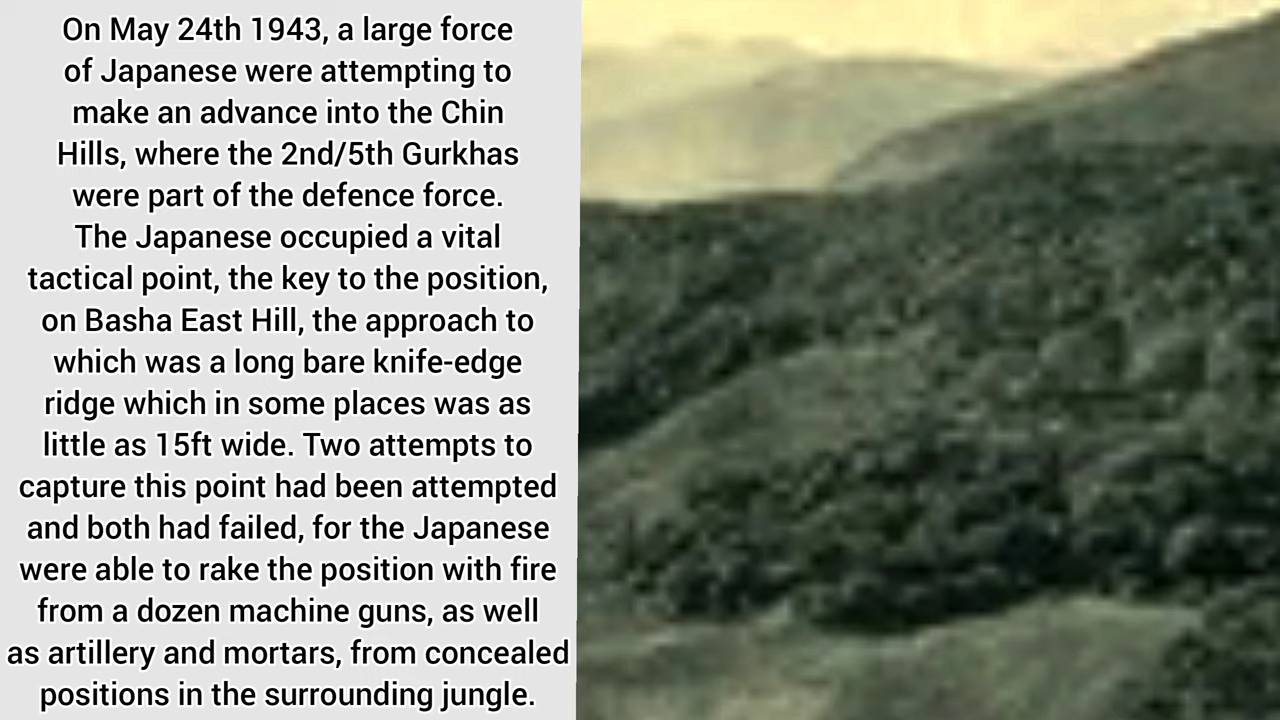 On May 24th 1943, a large force
of Japanese were attempting to
make an advance into the Chin
Hills, where the 2nd/5th Gurkhas
were part of the defence force.
The Japanese occupied a vital
tactical point, the key to the position,
on Basha East Hill, the approach to
which was a long bare knife-edge
ridge which in some places was as
little as 15ft wide. Two attempts to
capture this point had been attempted
and both had failed, for the Japanese
were able to rake the position with fire
from a dozen machine guns, as well
as artillery and mortars, from concealed
positions in the surrounding jungle.